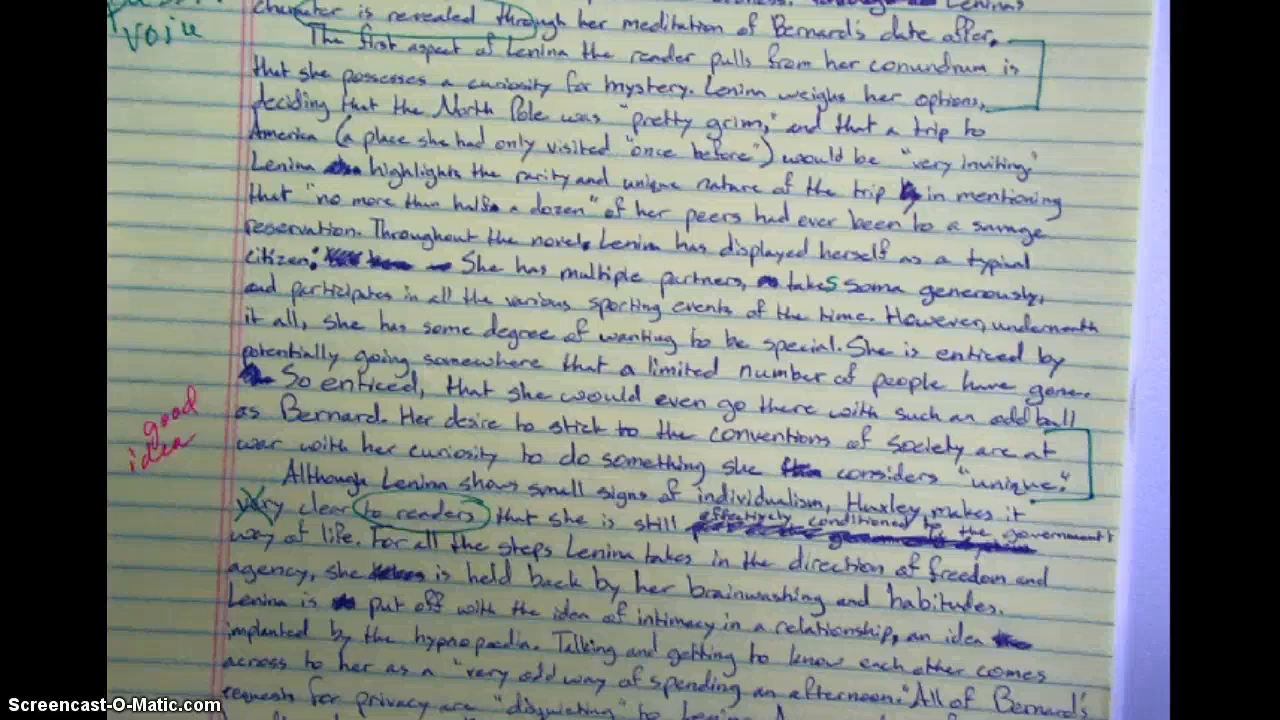 voice
character is revealed through her meditation of Bernard's date offer.
The first aspect of Lenina the reader pulls from her conundrum is
that she possesses a curiosity for mystery. Lenina weighs her options,
deciding that the North Pole was "pretty grim," and that a trip to
America (a place she had only visited "once before") would be "very inviting."
Lenina highlights the rarity and unique nature of the trip in mentioning
that "no more than half a dozen" of her peers had ever been to a savage
reservation. Throughout the novel, Lenina has displayed herself as a typical
citizen: She has multiple partners, takes soma generously,
and participates in all the various sporting events of the time. However, underneath
it all, she has some degree of wanting to be special. She is enticed by
potentially going somewhere that a limited number of people have gone.
So enticed, that she would even go there with such an odd ball
as Bernard. Her desire to stick to the conventions of society are at
war with her curiosity to do something she considers "unique."
good
idea
Although Lenina shows small signs of individualism, Huxley makes it
very clear to readers that she is still effectively conditioned to the government's
way of life. For all the steps Lenina takes in the direction of freedom and
agency, she is held back by her brainwashing and habitudes.
Lenina is put off with the idea of intimacy in a relationship, an idea
implanted by the hypnopaedia. Talking and getting to know each other comes
across to her as a "very odd way of spending an afternoon." All of Bernard's
requests for privacy are "disquieting" to Lenina
Screencast-O-Matic.com